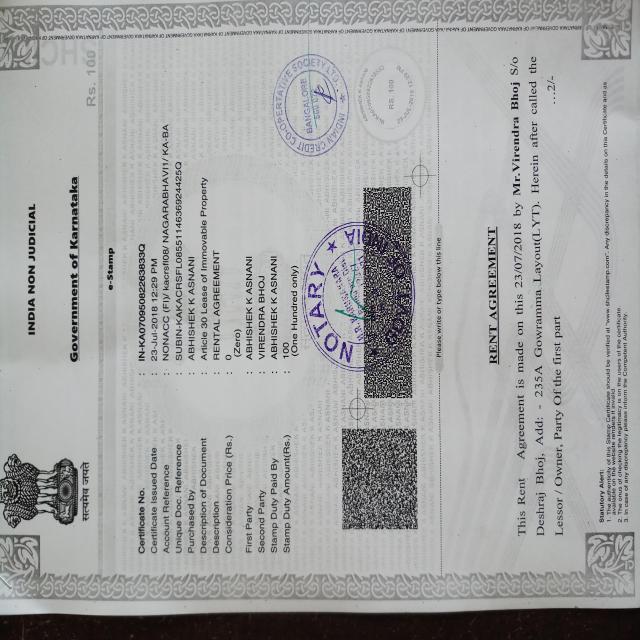 सत्यमेव जयते
INDIA NON JUDICIAL
Government of Karnataka
Rs. 100
e-Stamp
Certificate No. : IN-KA07095082263833Q
Certificate Issued Date : 23-Jul-2018 12:29 PM
Account Reference : NONACC (FI)/ kacrsfl08/ NAGARABHAVI1/ KA-BA
Unique Doc. Reference : SUBIN-KAKACRSFL08551145369244​25Q
Purchased by : ABHISHEK K ASNANI
Description of Document : Article 30 Lease of Immovable Property
Description : RENTAL AGREEMENT
Consideration Price (Rs.) : 0
(Zero)
First Party : ABHISHEK K ASNANI
Second Party : VIRENDRA BHOJ
Stamp Duty Paid By : ABHISHEK K ASNANI
Stamp Duty Amount(Rs.) : 100
(One Hundred only)
INDIAN CREDIT CO-OPERATIVE SOCIETY LTD.
BANGALORE
RS. 100
NOTARY
GOVT. OF INDIA
Please write or type below this line
RENT AGREEMENT
This Rent Agreement is made on this 23/07/2018 by Mr.Virendra Bhoj S/o
Deshraj Bhoj, Add: - 235A Gowramma Layout(LYT). Herein after called the
Lessor / Owner, Party Of the first part
...2/-
Statutory Alert:
1. The authenticity of this Stamp Certificate should be verified at "www.shcilestamp.com". Any discrepancy in the details on this Certificate and as
available on the website renders it invalid.
2. The onus of checking the legitimacy is on the users of the certificate.
3. In case of any discrepancy please inform the Competent Authority.